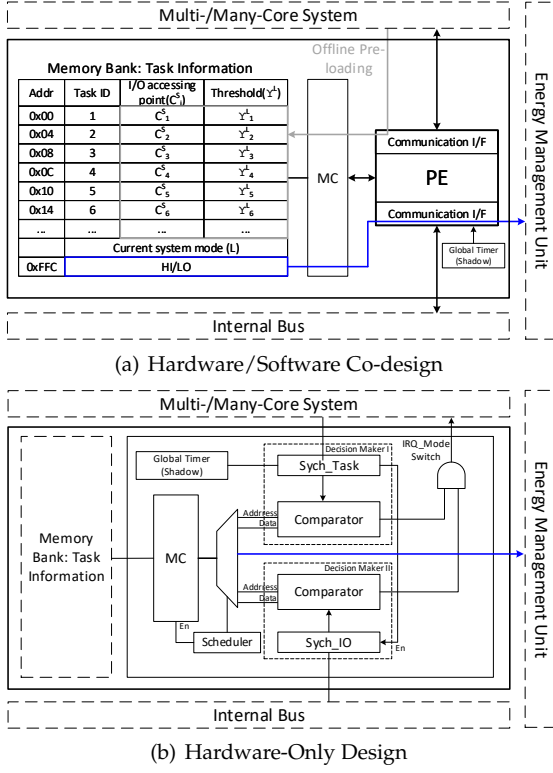 Multi-/Many-Core System
Offline Pre-loading
Memory Bank: Task Information
Addr Task ID I/O accessing point(C^S_i) Threshold(ϒ^L)
0x00 1 C^S_1 ϒ^L_1
0x04 2 C^S_2 ϒ^L_2
0x08 3 C^S_3 ϒ^L_3
0x0C 4 C^S_4 ϒ^L_4
0x10 5 C^S_5 ϒ^L_5
0x14 6 C^S_6 ϒ^L_6
... ... ... ...
Current system mode (L)
0xFFC HI/LO
MC
Communication I/F
PE
Communication I/F
Global Timer
(Shadow)
Energy Management Unit
Internal Bus
(a) Hardware/Software Co-design
Multi-/Many-Core System
IRQ_Mode
Switch
Decision Maker I
Global Timer
(Shadow)
Sych_Task
Memory
Bank: Task
Information
MC
Address
Data
Comparator
Decision Maker II
Address
Data
Comparator
En
Scheduler
Sych_IO
En
Energy Management Unit
Internal Bus
(b) Hardware-Only Design